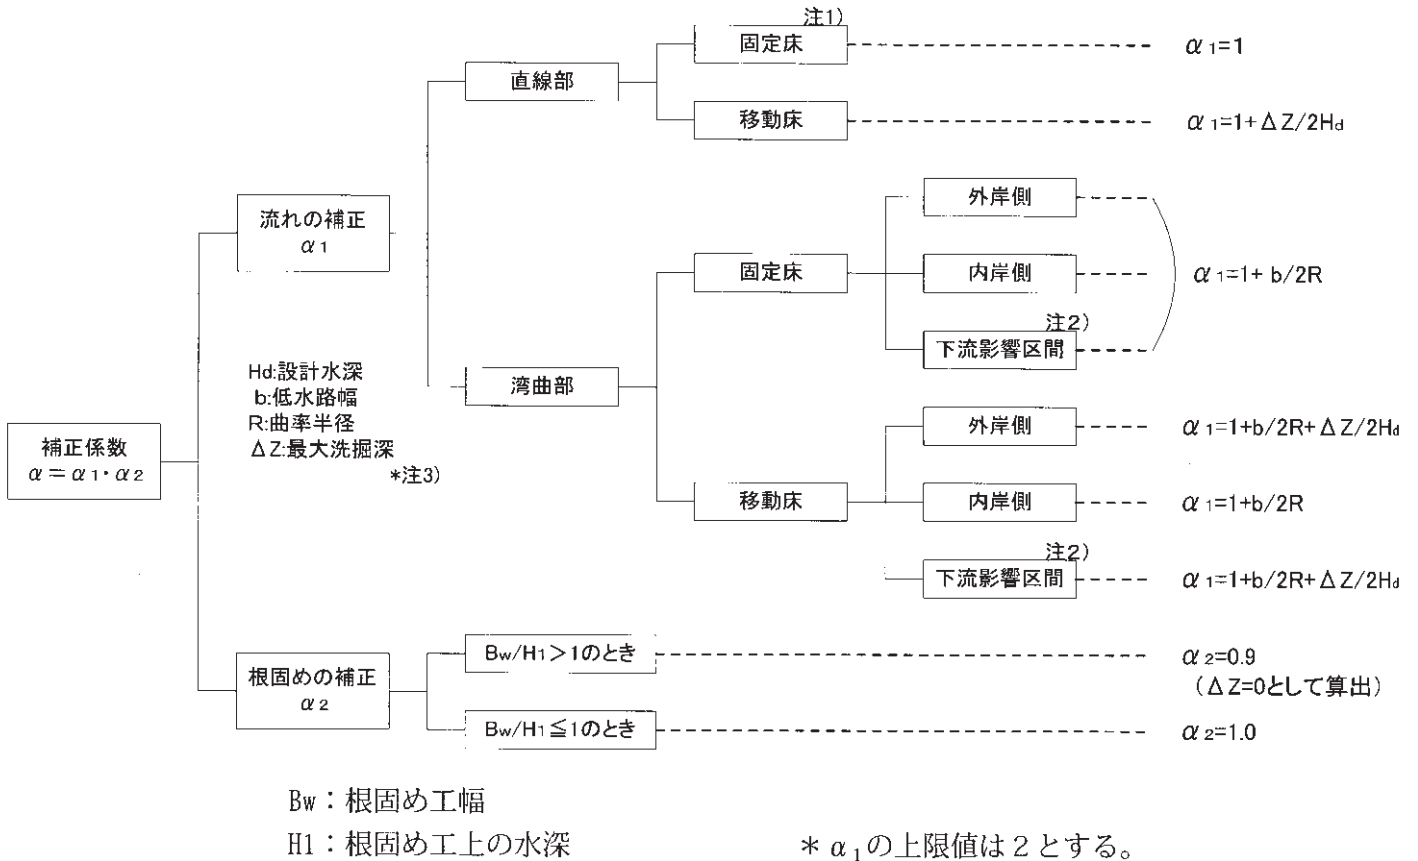 注1)
固定床
α1=1
直線部
移動床
α1=1+ΔZ/2Hd
流れの補正
α1
外岸側
固定床
内岸側
α1=1+ b/2R
注2)
下流影響区間
湾曲部
Hd:設計水深
b:低水路幅
R:曲率半径
ΔZ:最大洗掘深
*注3)
補正係数
α=α1・α2
外岸側
α1=1+b/2R+ΔZ/2Hd
移動床
内岸側
α1=1+b/2R
注2)
下流影響区間
α1=1+b/2R+ΔZ/2Hd
根固めの補正
α2
Bw/H1>1のとき
α2=0.9
(ΔZ=0として算出)
Bw/H1≦1のとき
α2=1.0
Bw:根固め工幅
H1:根固め工上の水深
*α1の上限値は2とする。